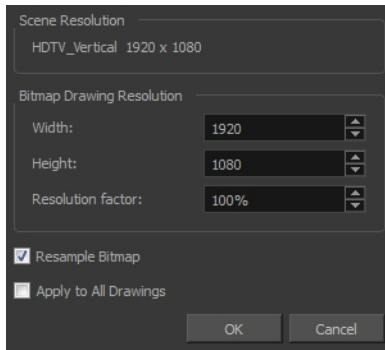 Scene Resolution
HDTV_Vertical 1920 x 1080
Bitmap Drawing Resolution
Width: 1920
Height: 1080
Resolution factor: 100%
Resample Bitmap
Apply to All Drawings
OK Cancel